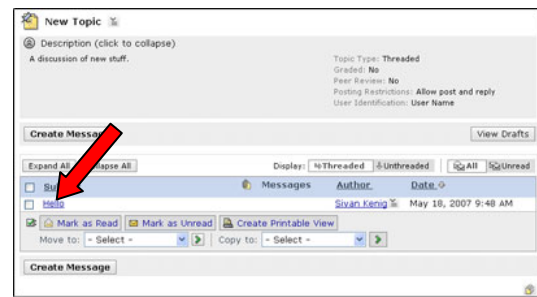 New Topic
Description (click to collapse)
A discussion of new stuff.
Topic Type: Threaded
Graded: No
Peer Review: No
Posting Restrictions: Allow post and reply
User Identification: User Name
Create Message
View Drafts
Expand All Collapse All Display: Threaded Unthreaded All Unread
Messages Author Date
Hello Sivan Kenig May 18, 2007 9:48 AM
Mark as Read Mark as Unread Create Printable View
Move to: - Select - Copy to: - Select -
Create Message